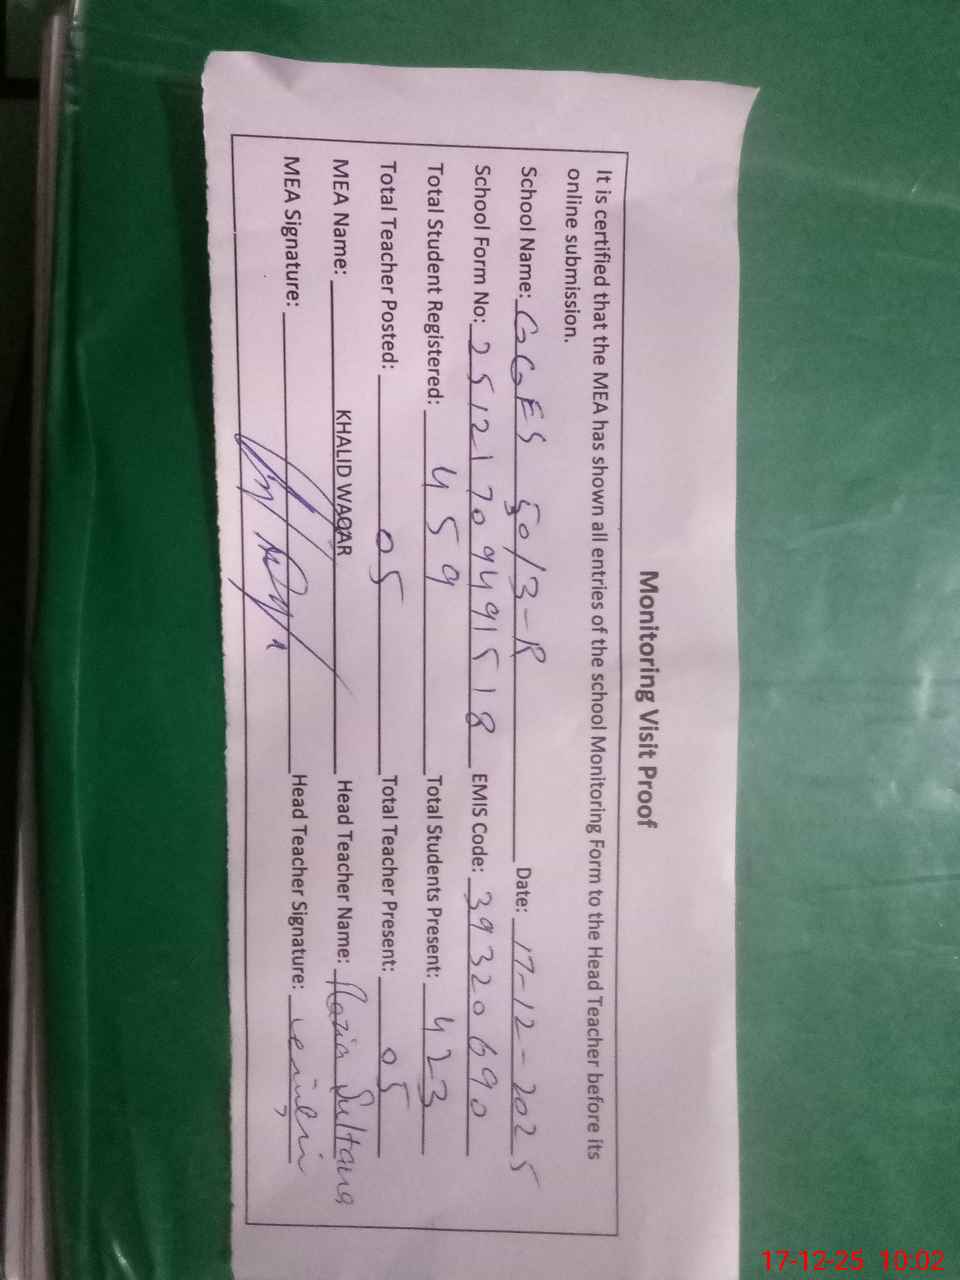 Monitoring Visit Proof
It is certified that the MEA has shown all entries of the school Monitoring Form to the Head Teacher before its
online submission.
School Name: GGES 50/3-R Date: 17-12-2025
School Form No: 25121709491518 EMIS Code: 39320690
Total Student Registered: 459 Total Students Present: 423
Total Teacher Posted: 05 Total Teacher Present: 05
MEA Name: KHALID WAQAR Head Teacher Name: Razia Sultana
MEA Signature: Head Teacher Signature:
17-12-25 10:02